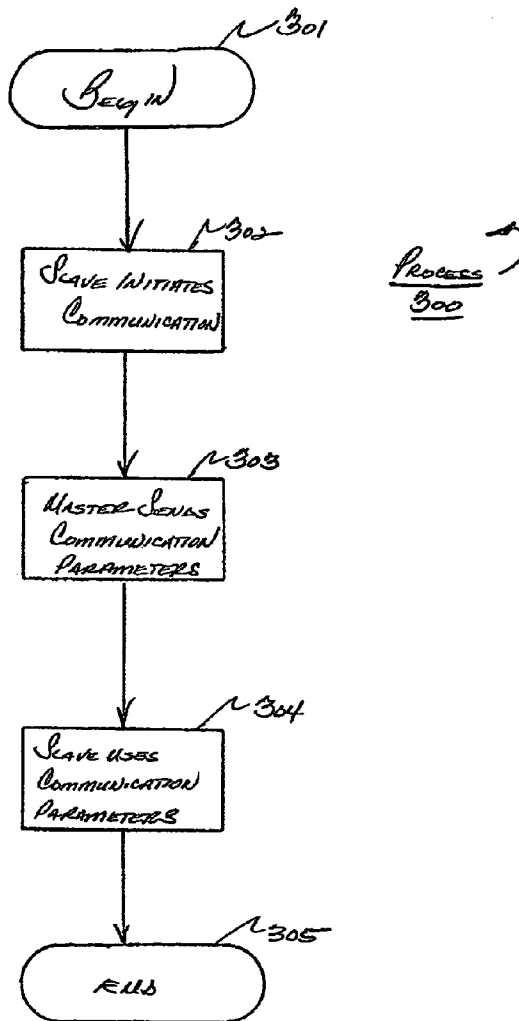 301
BEGIN
302
SLAVE INITIATES
COMMUNICATION
PROCESS
300
303
MASTER SENDS
COMMUNICATION
PARAMETERS
304
SLAVE USES
COMMUNICATION
PARAMETERS
305
END